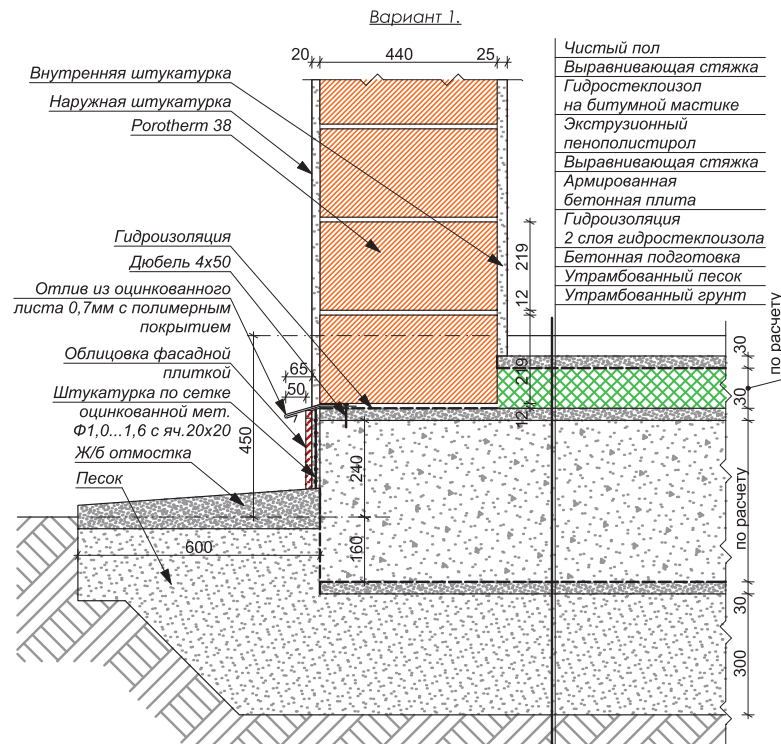 Вариант 1.
20
440
25
Внутренняя штукатурка
Наружная штукатурка
Porotherm 38
Гидроизоляция
Дюбель 4x50
Отлив из оцинкованного
листа 0,7мм с полимерным
покрытием
Облицовка фасадной
плиткой
Штукатурка по сетке
оцинкованной мет.
Ф1,0...1,6 с яч.20x20
Ж/б отмостка
Песок
Чистый пол
Выравнивающая стяжка
Гидростеклоизол
на битумной мастике
Экструзионный
пенополистирол
Выравнивающая стяжка
Армированная
бетонная плита
Гидроизоляция
2 слоя гидростеклоизола
Бетонная подготовка
Утрамбованный песок
Утрамбованный грунт
219
12
219
12
65
50
450
240
160
600
30
30
по расчету
по расчету
30
300